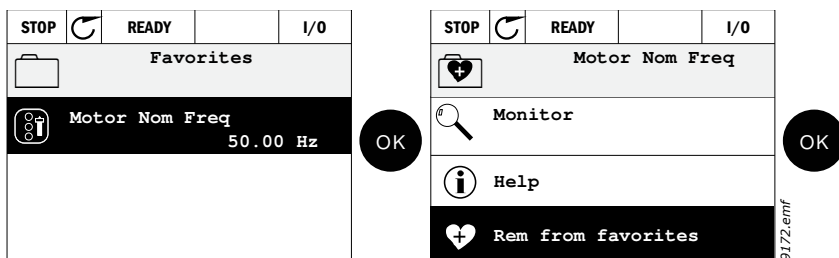 STOP READY I/O
Favorites
Motor Nom Freq
50.00 Hz
OK
STOP READY I/O
Motor Nom Freq
Monitor
Help
Rem from favorites
OK
9172.emf